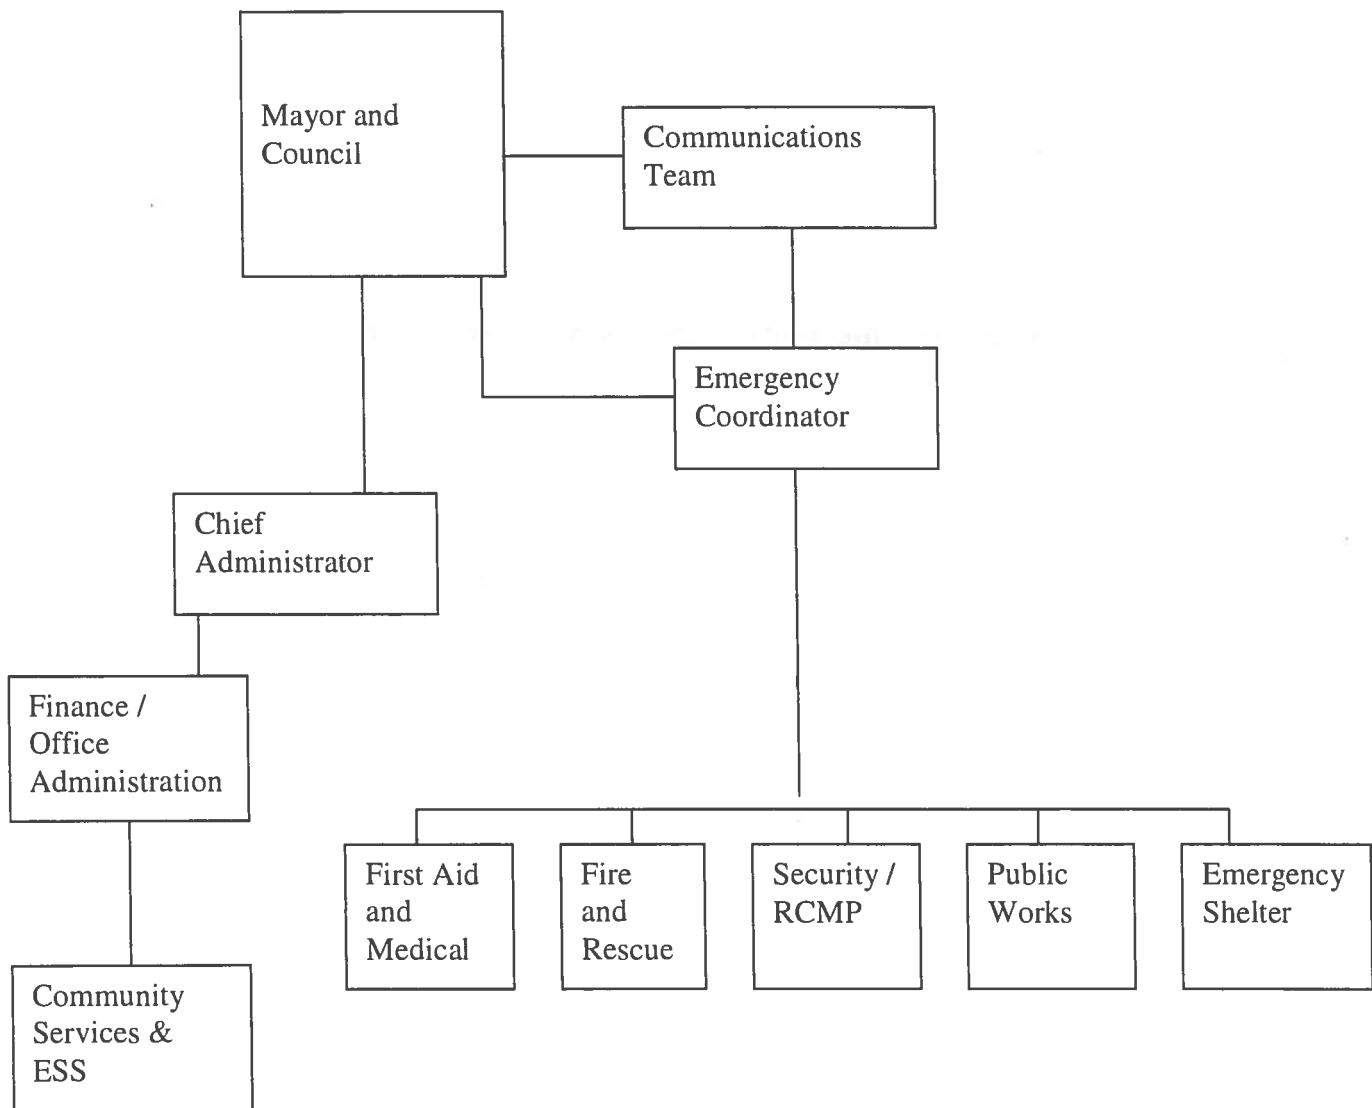 Mayor and
Council
Communications
Team
Emergency
Coordinator
Chief
Administrator
Finance /
Office
Administration
First Aid
and
Medical
Fire
and
Rescue
Security /
RCMP
Public
Works
Emergency
Shelter
Community
Services &
ESS